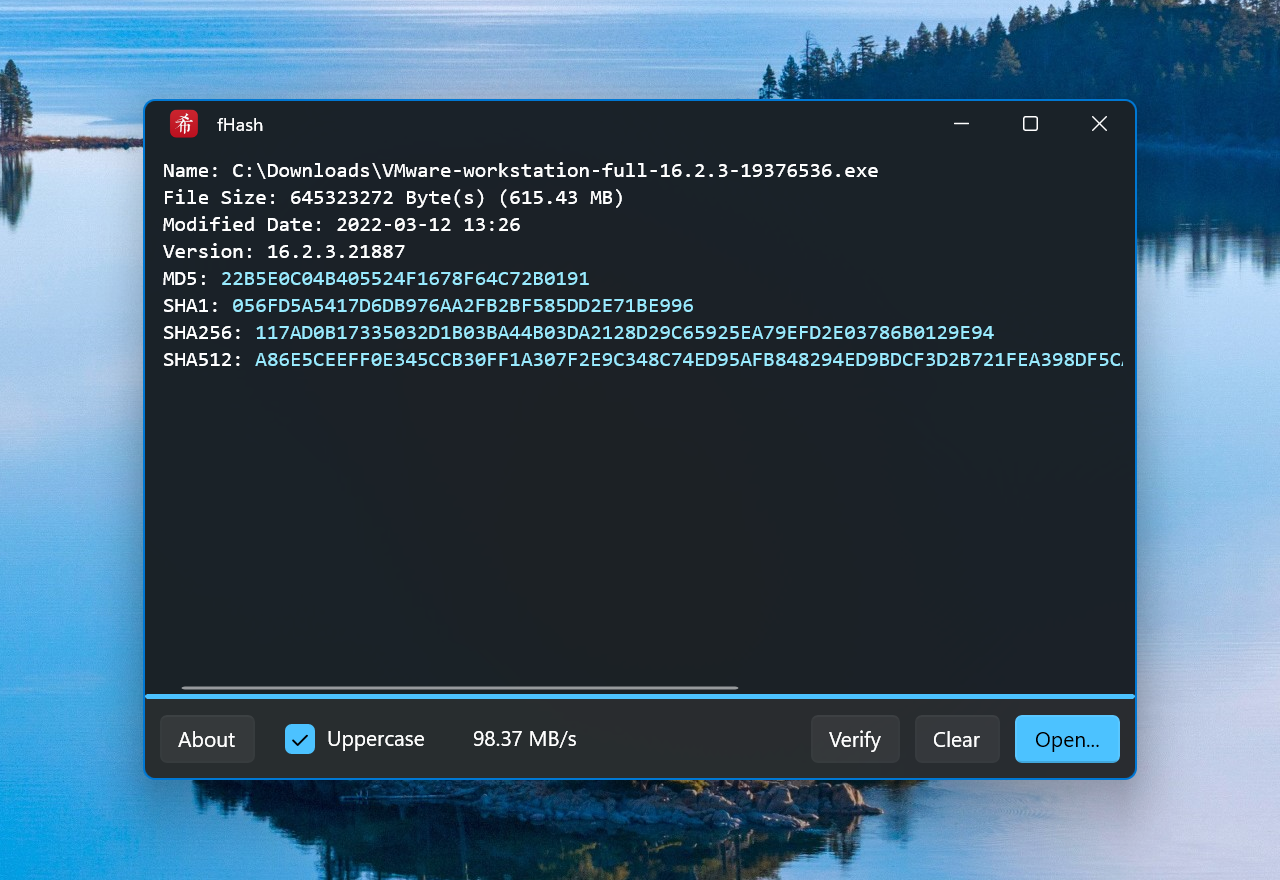 希 fHash
Name: C:\Downloads\VMware-workstation-full-16.2.3-19376536.exe
File Size: 645323272 Byte(s) (615.43 MB)
Modified Date: 2022-03-12 13:26
Version: 16.2.3.21887
MD5: 22B5E0C04B405524F1678F64C72B0191
SHA1: 056FD5A5417D6DB976AA2FB2BF585DD2E71BE996
SHA256: 117AD0B17335032D1B03BA44B03DA2128D29C65925EA79EFD2E03786B0129E94
SHA512: A86E5CEEFF0E345CCB30FF1A307F2E9C348C74ED95AFB848294ED9BDCF3D2B721FEA398DF5C
About Uppercase 98.37 MB/s Verify Clear Open...